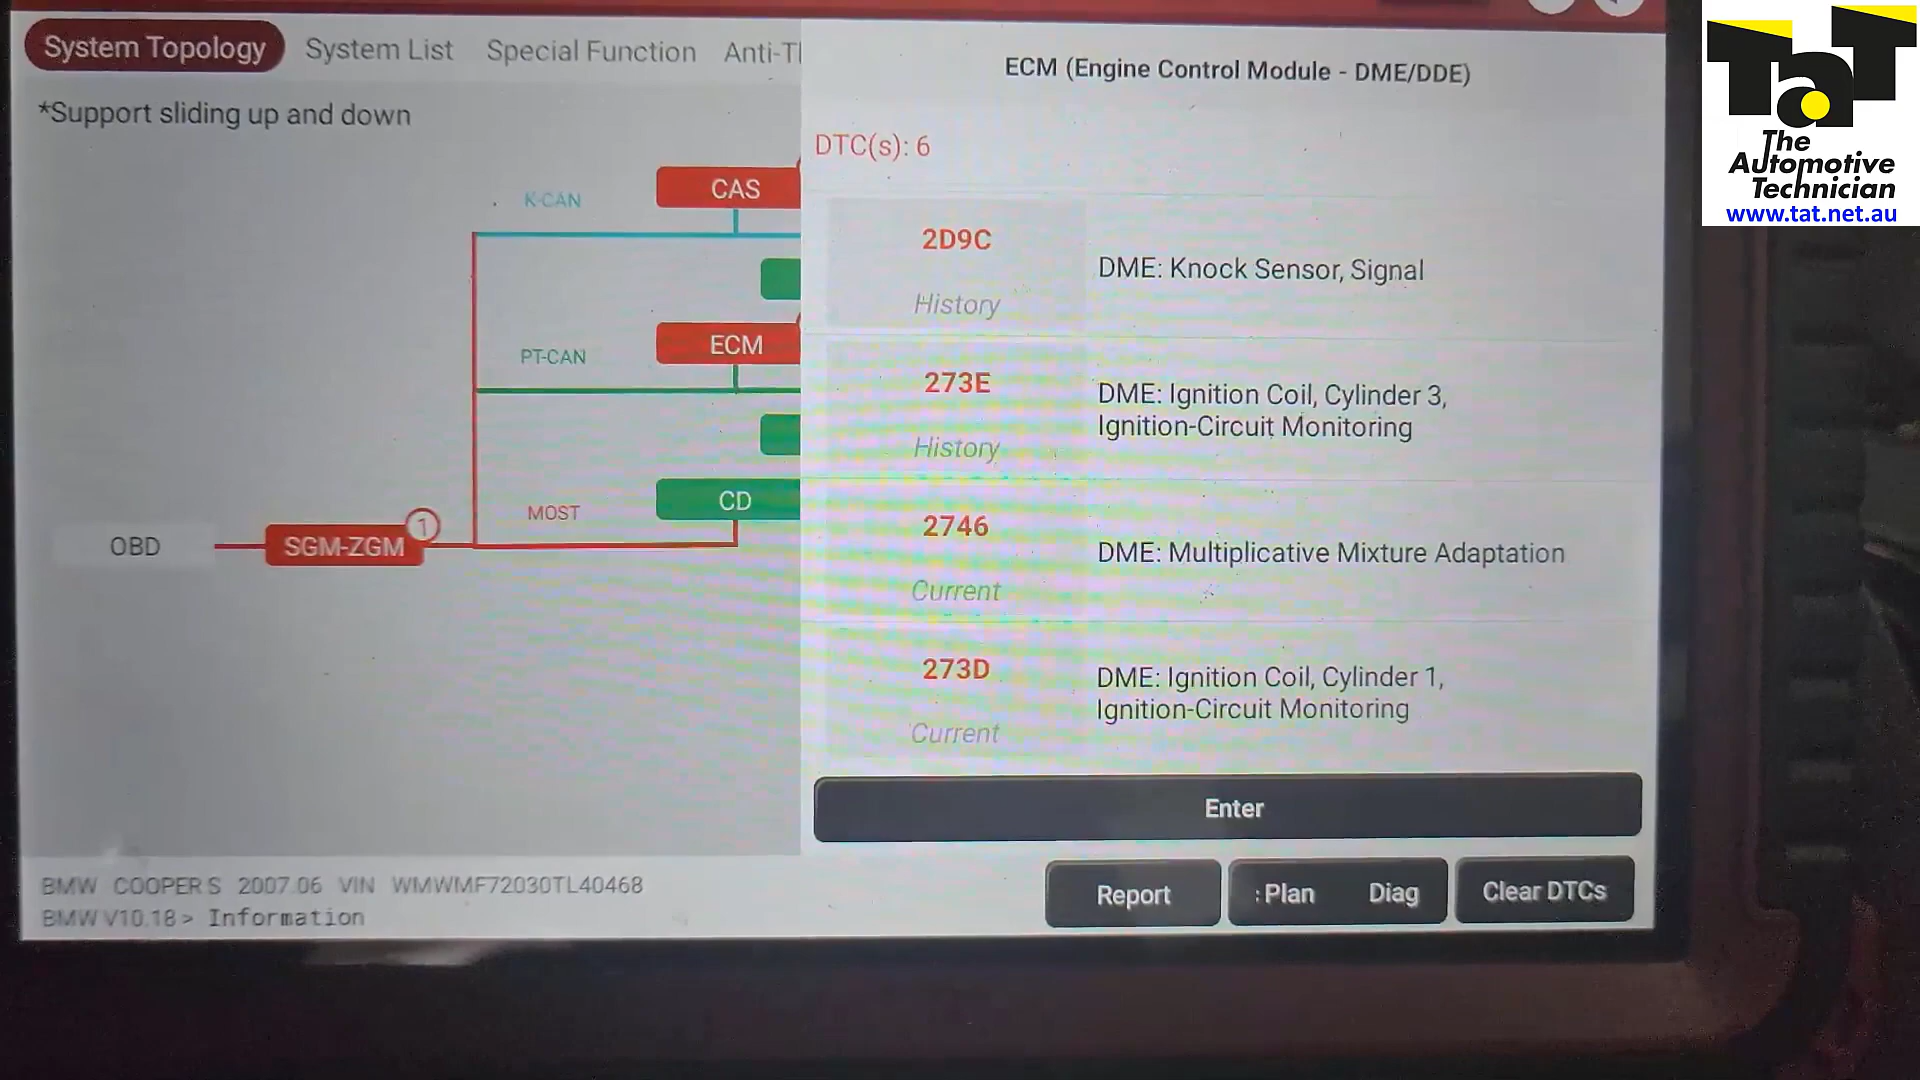 System Topology
System List
Special Function
Anti-T
*Support sliding up and down
K-CAN
CAS
PT-CAN
ECM
MOST
CD
OBD
SGM-ZGM
1
ECM (Engine Control Module - DME/DDE)
DTC(s): 6
2D9C
History
DME: Knock Sensor, Signal
273E
History
DME: Ignition Coil, Cylinder 3,
Ignition-Circuit Monitoring
2746
Current
DME: Multiplicative Mixture Adaptation
273D
Current
DME: Ignition Coil, Cylinder 1,
Ignition-Circuit Monitoring
Enter
Report
: Plan Diag
Clear DTCs
BMW COOPER S 2007.06 VIN WMWMF72030TL40468
BMW V10.18 > Information
TaT
The
Automotive
Technician
www.tat.net.au